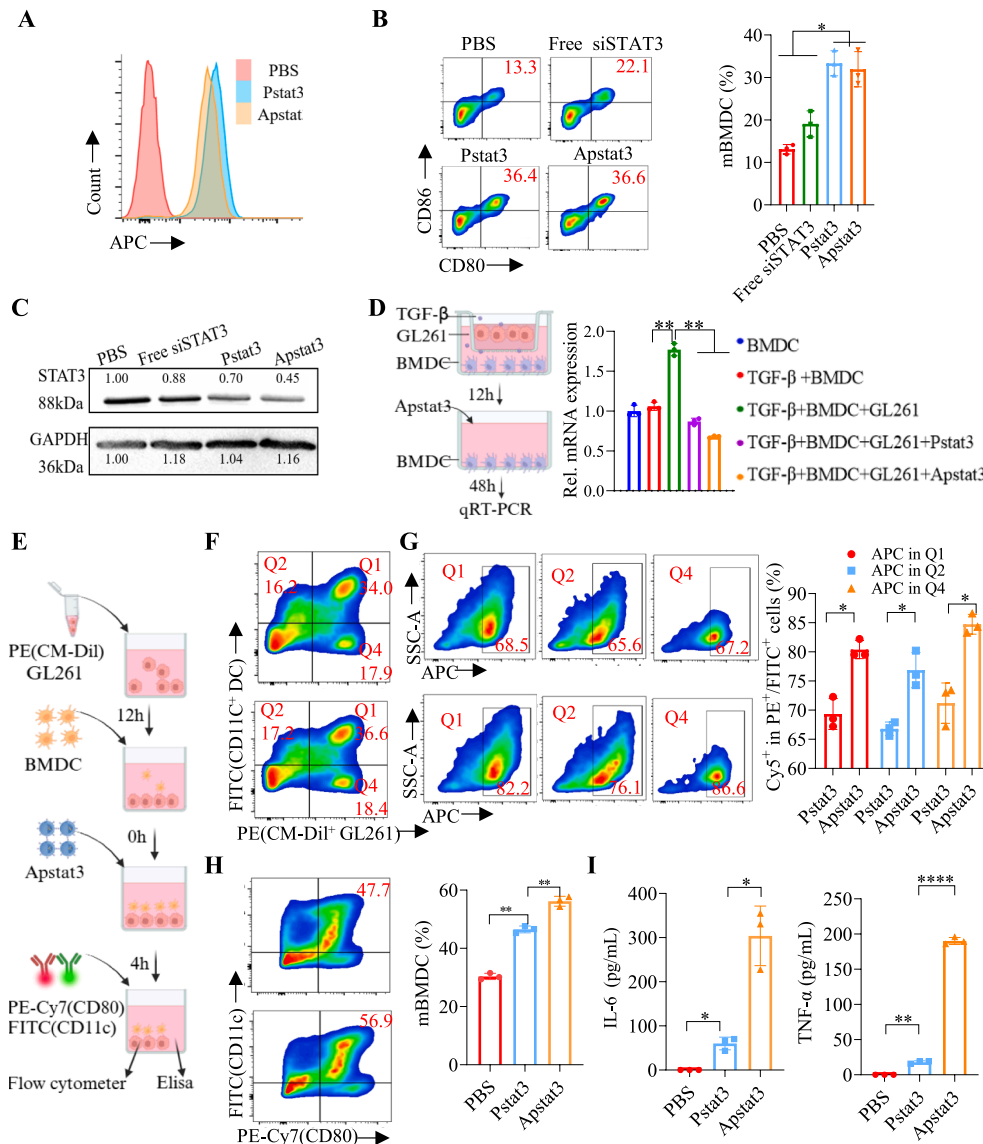 A
PBS
Pstat3
Apstat
Count
APC
B
PBS
Free siSTAT3
13.3
22.1
Pstat3
Apstat3
36.4
36.6
CD86
CD80
*
mBMDC (%)
40
30
20
10
0
PBS
Free siSTAT3
Pstat3
Apstat3
C
PBS
Free siSTAT3
Pstat3
Apstat3
STAT3
1.00
0.88
0.70
0.45
88kDa
GAPDH
36kDa
1.00
1.18
1.04
1.16
D
TGF-β
GL261
BMDC
12h
Apstat3
BMDC
48h
qRT-PCR
Rel. mRNA expression
2.0
1.5
1.0
0.5
0.0
**
**
BMDC
TGF-β +BMDC
TGF-β+BMDC+GL261
TGF-β+BMDC+GL261+Pstat3
TGF-β+BMDC+GL261+Apstat3
E
PE(CM-Dil)
GL261
12h
BMDC
0h
Apstat3
4h
PE-Cy7(CD80)
FITC(CD11c)
Flow cytometer
Elisa
F
Q2
16.2
Q1
Q4
17.9
Q2
17.2
Q1
Q4
18.4
FITC(CD11C⁺ DC)
PE(CM-Dil⁺ GL261)
G
Q1
68.5
Q2
65.6
Q4
67.2
SSC-A
APC
Q1
82.2
Q2
76.1
Q4
86.6
SSC-A
APC
APC in Q1
APC in Q2
APC in Q4
Cy5⁺ in PE⁺/FITC⁺ cells (%)
90
85
80
75
70
65
60
*
*
*
Pstat3
Apstat3
Pstat3
Apstat3
Pstat3
Apstat3
H
47.7
56.9
FITC(CD11c)
PE-Cy7(CD80)
mBMDC (%)
60
40
20
0
**
**
PBS
Pstat3
Apstat3
I
IL-6 (pg/mL)
400
300
200
100
0
*
*
PBS
Pstat3
Apstat3
TNF-α (pg/mL)
250
200
150
100
50
0
**
****
PBS
Pstat3
Apstat3